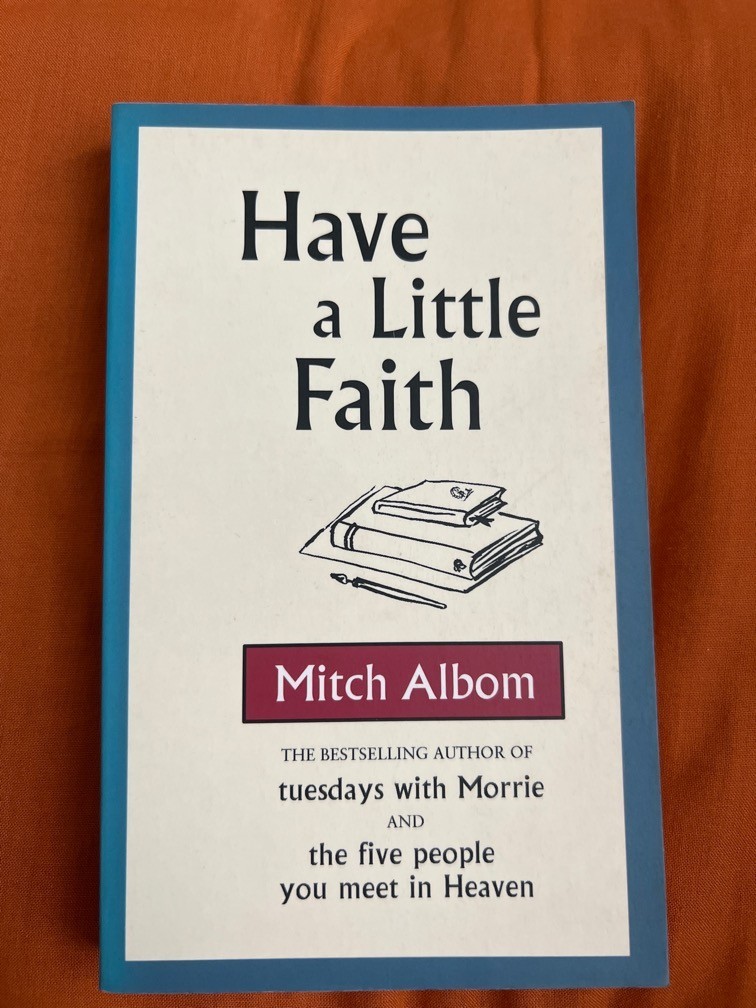 Have
a Little
Faith
Mitch Albom
THE BESTSELLING AUTHOR OF
tuesdays with Morrie
AND
the five people
you meet in Heaven